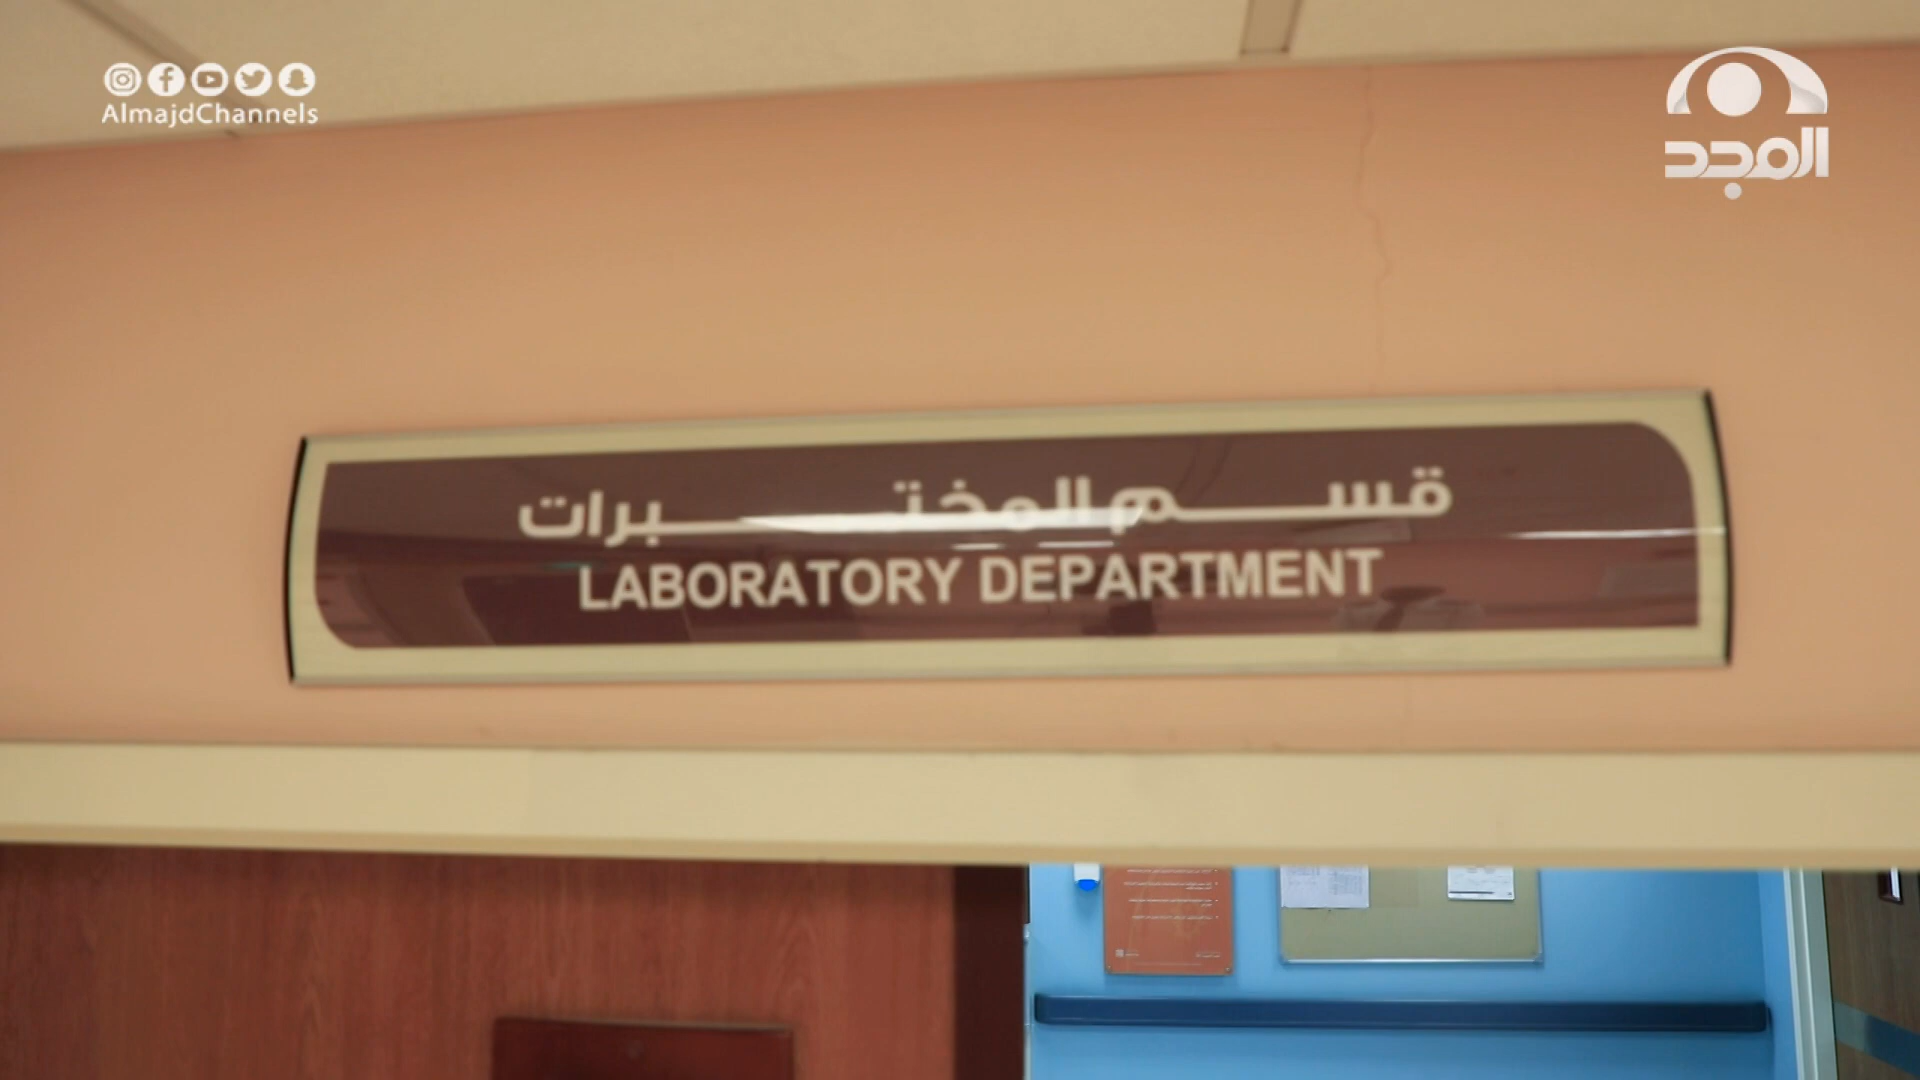 AlmajdChannels
المجد
قسم المختبرات
LABORATORY DEPARTMENT